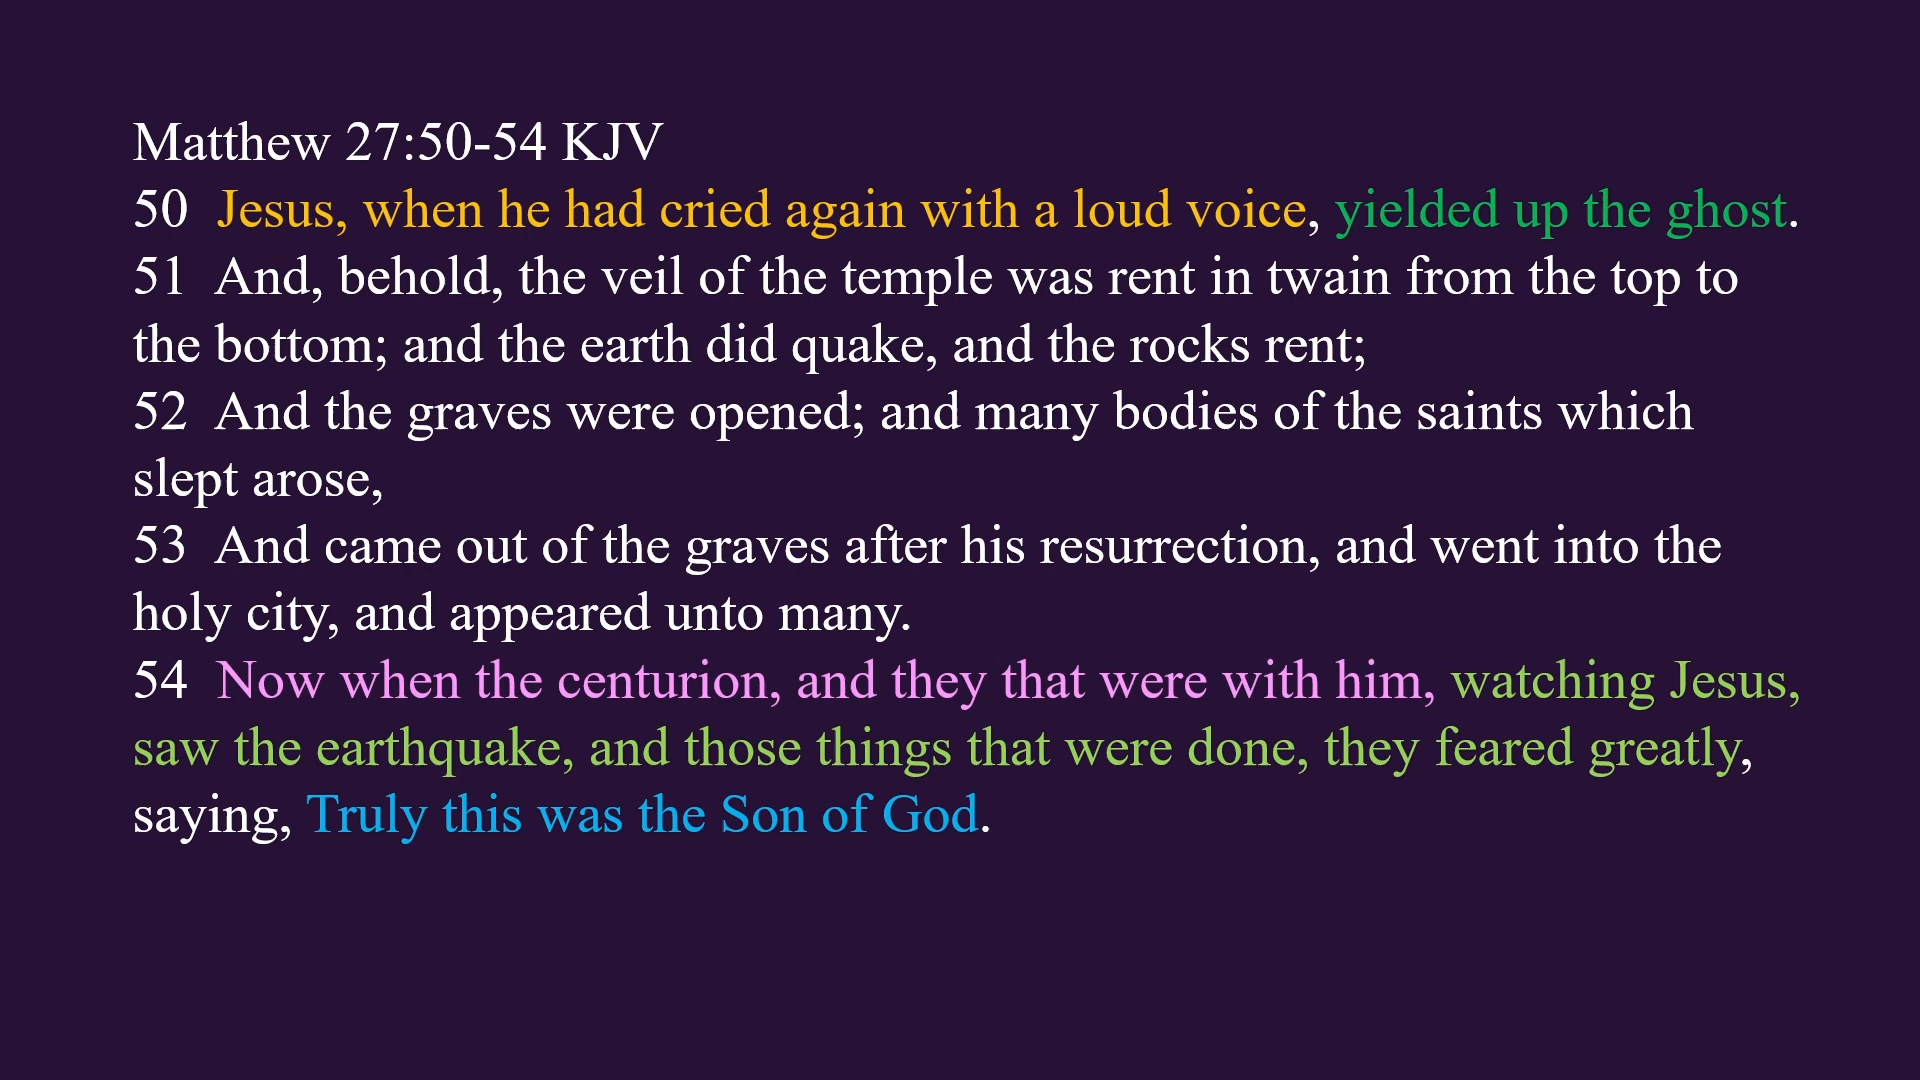 Matthew 27:50-54 KJV
50  Jesus, when he had cried again with a loud voice, yielded up the ghost.
51  And, behold, the veil of the temple was rent in twain from the top to
the bottom; and the earth did quake, and the rocks rent;
52  And the graves were opened; and many bodies of the saints which
slept arose,
53  And came out of the graves after his resurrection, and went into the
holy city, and appeared unto many.
54  Now when the centurion, and they that were with him, watching Jesus,
saw the earthquake, and those things that were done, they feared greatly,
saying, Truly this was the Son of God.